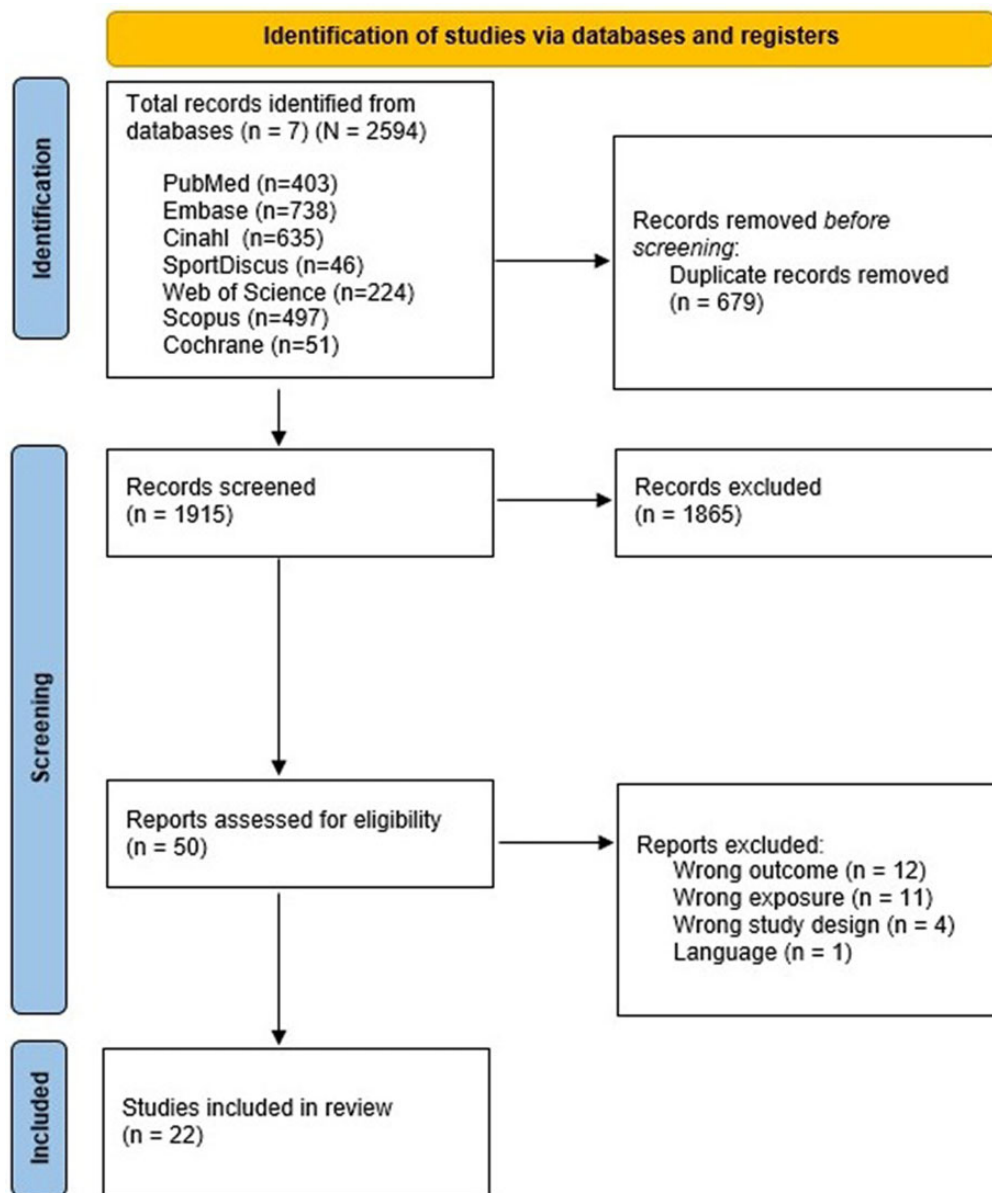 Identification of studies via databases and registers
Identification
Total records identified from
databases (n = 7) (N = 2594)
PubMed (n=403)
Embase (n=738)
Cinahl (n=635)
SportDiscus (n=46)
Web of Science (n=224)
Scopus (n=497)
Cochrane (n=51)
Records removed before
screening:
Duplicate records removed
(n = 679)
Screening
Records screened
(n = 1915)
Records excluded
(n = 1865)
Reports assessed for eligibility
(n = 50)
Reports excluded:
Wrong outcome (n = 12)
Wrong exposure (n = 11)
Wrong study design (n = 4)
Language (n = 1)
Included
Studies included in review
(n = 22)